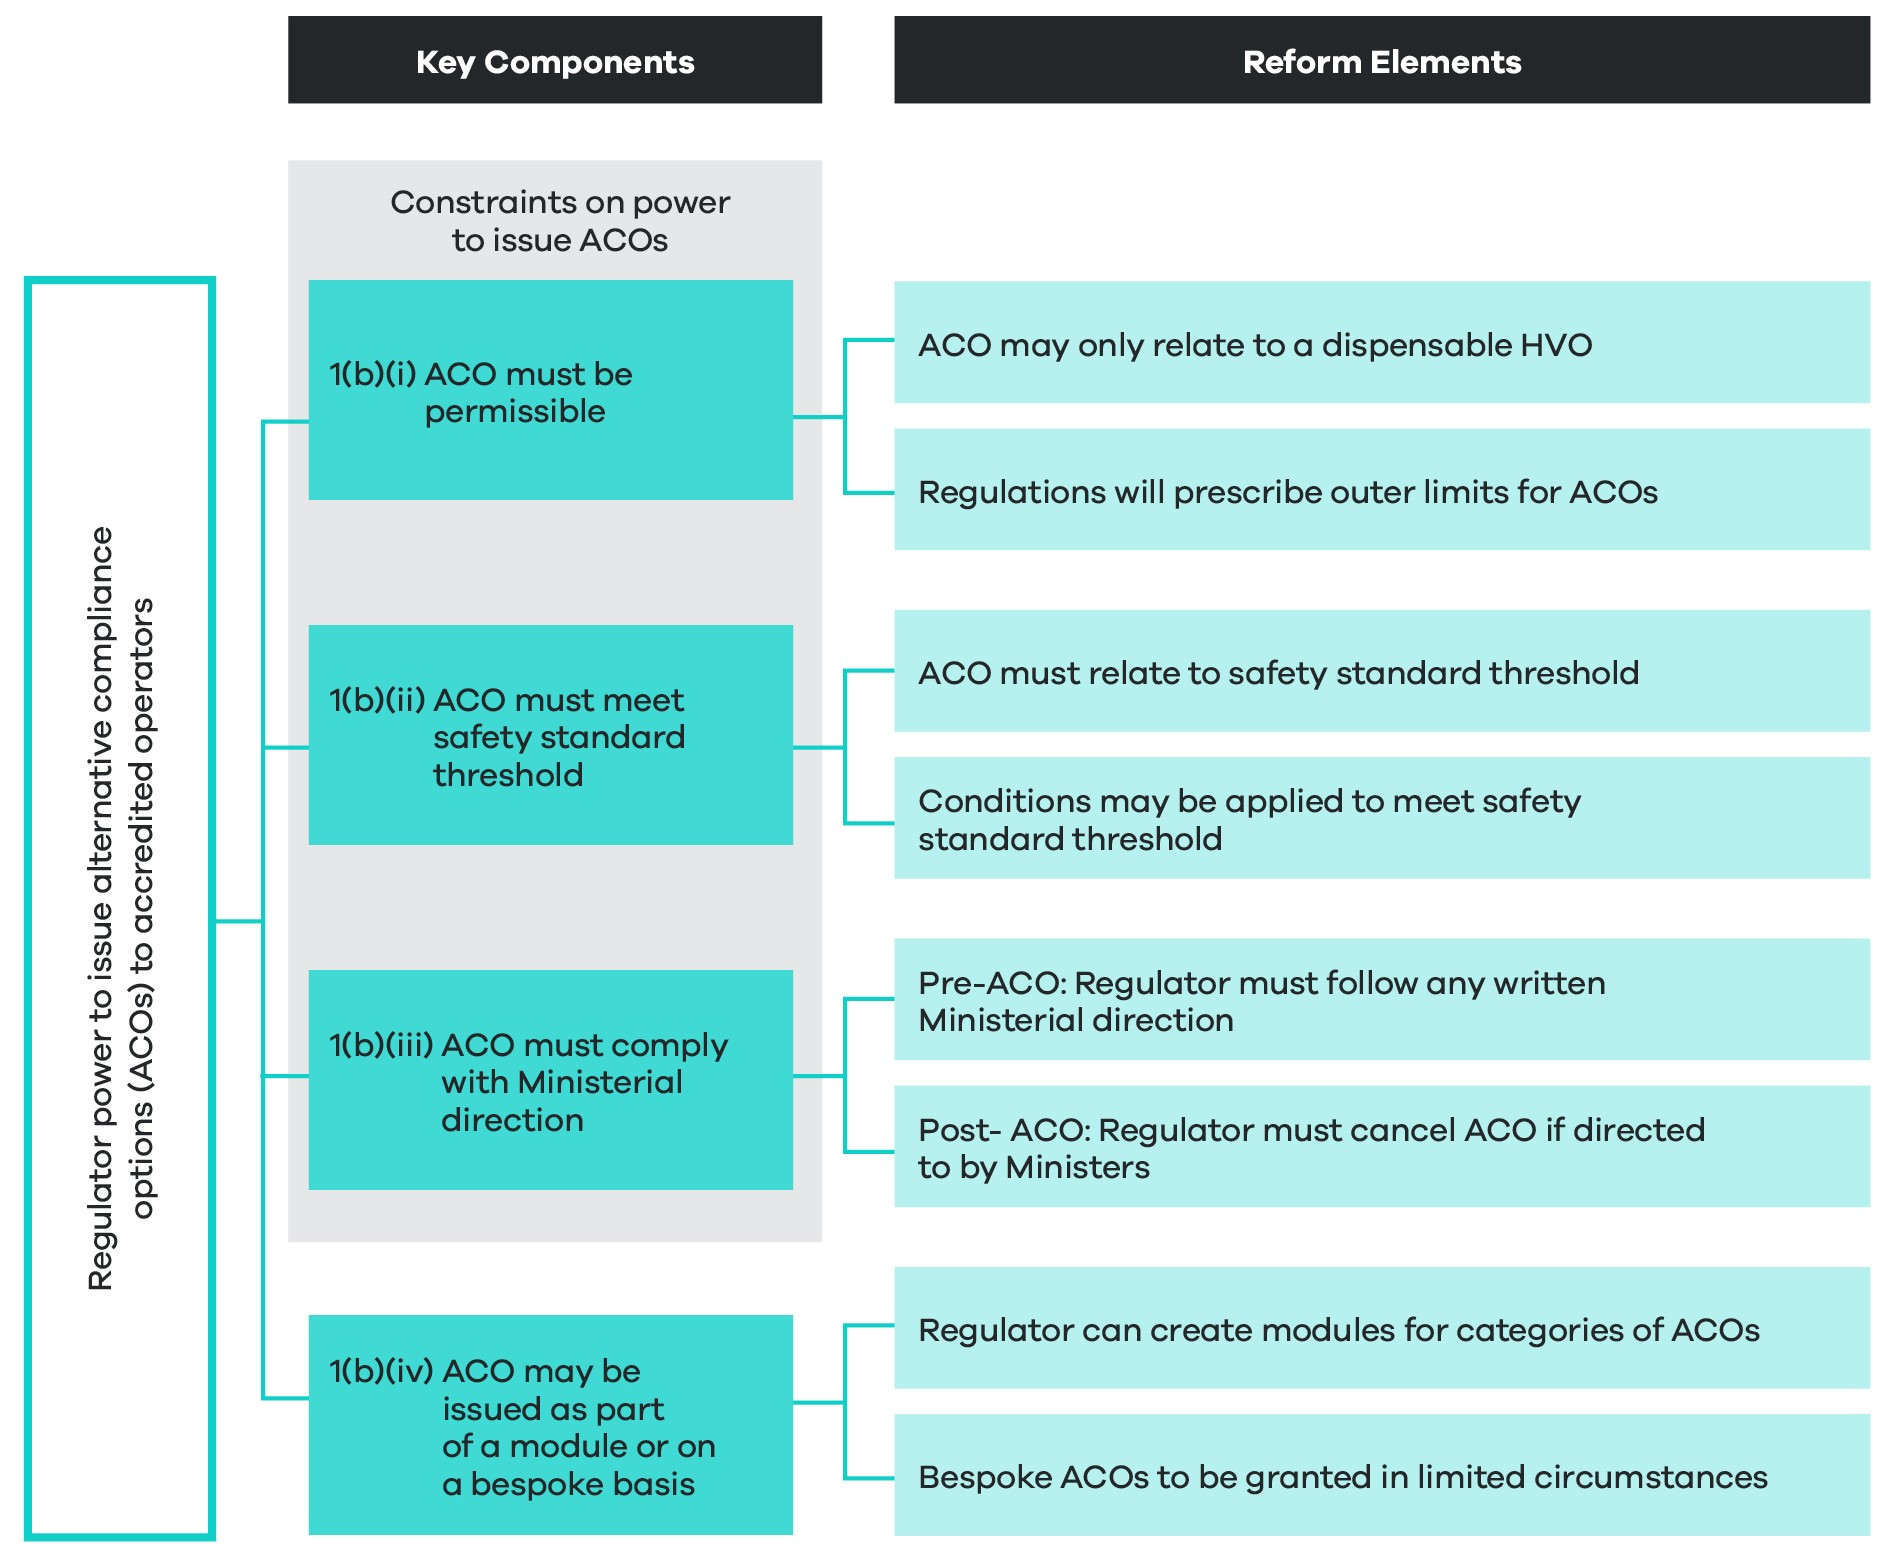 Key Components
Reform Elements
Regulator power to issue alternative compliance
options (ACOs) to accredited operators
Constraints on power
to issue ACOs
1(b)(i) ACO must be
permissible
ACO may only relate to a dispensable HVO
Regulations will prescribe outer limits for ACOs
1(b)(ii) ACO must meet
safety standard
threshold
ACO must relate to safety standard threshold
Conditions may be applied to meet safety
standard threshold
1(b)(iii) ACO must comply
with Ministerial
direction
Pre-ACO: Regulator must follow any written
Ministerial direction
Post- ACO: Regulator must cancel ACO if directed
to by Ministers
1(b)(iv) ACO may be
issued as part
of a module or on
a bespoke basis
Regulator can create modules for categories of ACOs
Bespoke ACOs to be granted in limited circumstances